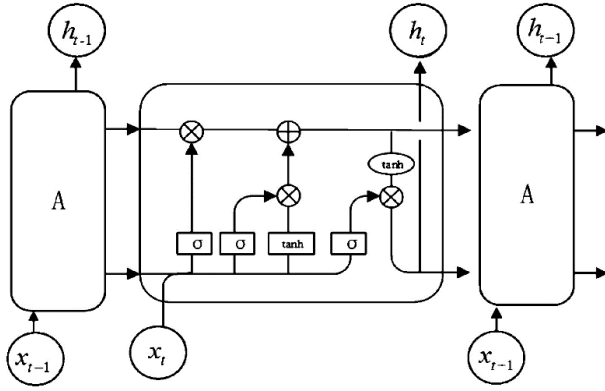 h_{t-1} h_t h_{t-1}
tanh
A A
σ σ tanh σ
x_{t-1} x_t x_{t-1}